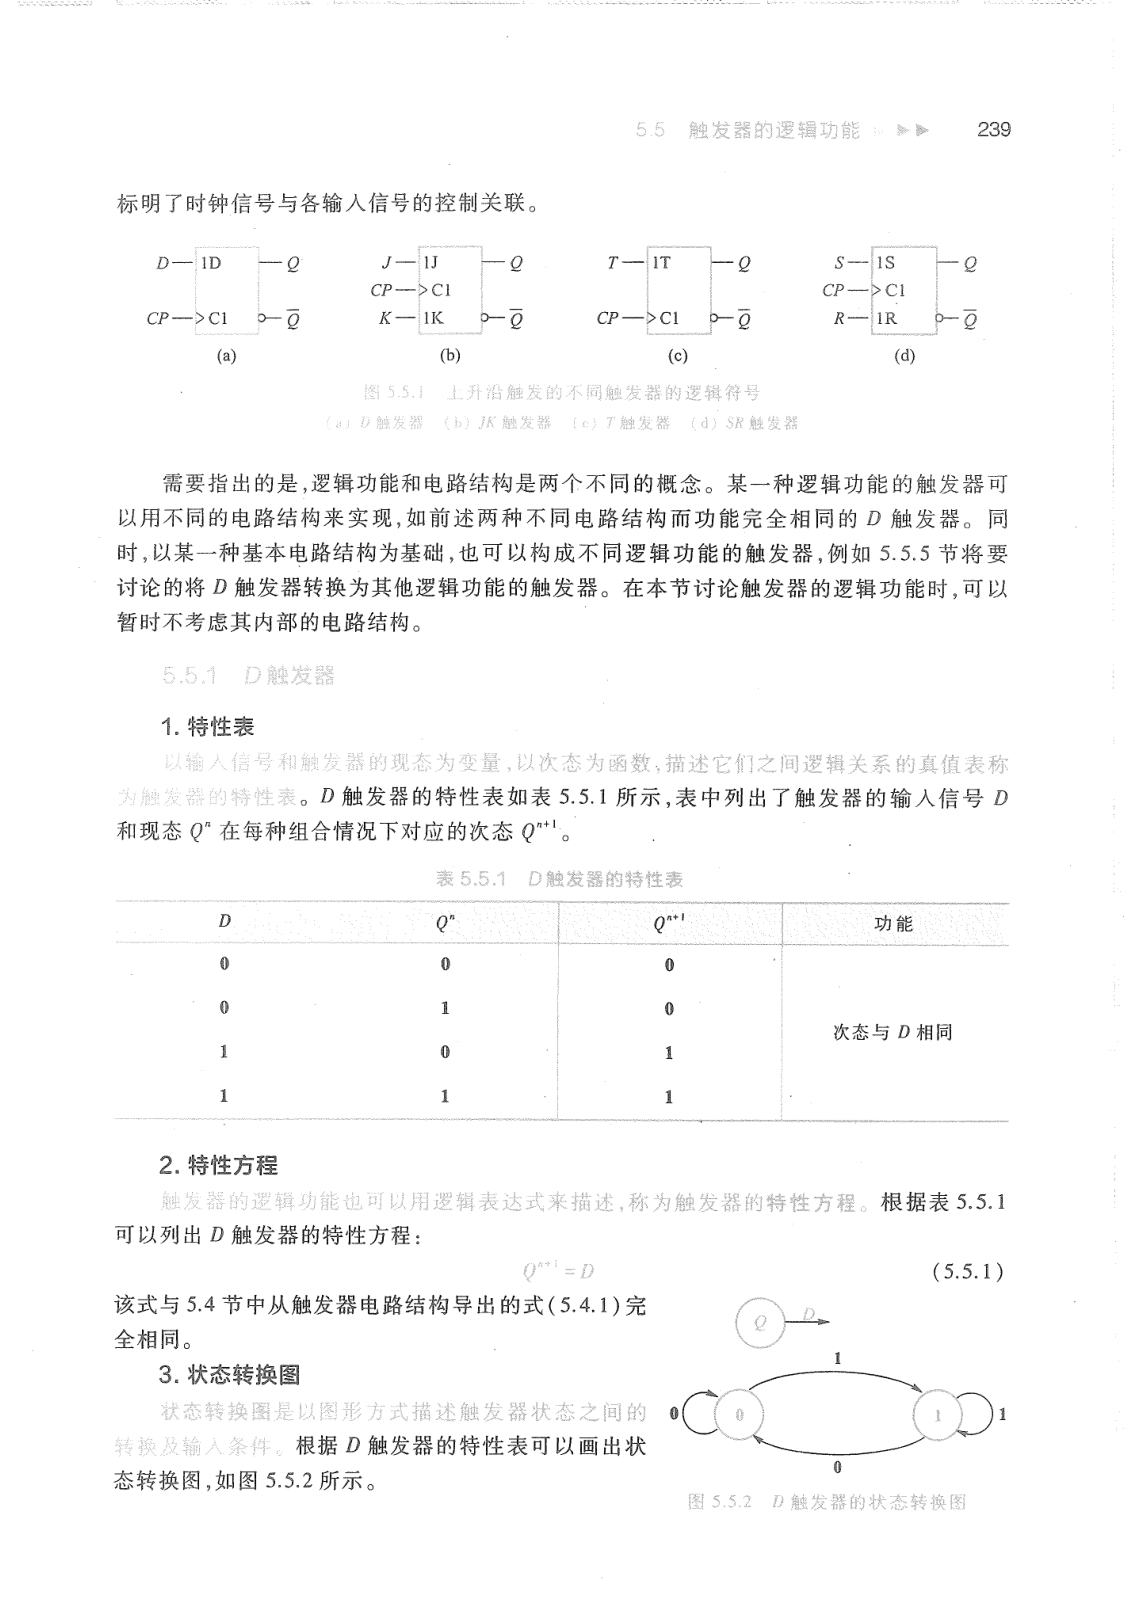 5.5 触发器的逻辑功能 239
标明了时钟信号与各输入信号的控制关联。
D 1D Q
CP C1 Q̅
(a)
J 1J Q
CP C1
K 1K Q̅
(b)
T 1T Q
CP C1 Q̅
(c)
S 1S Q
CP C1
R 1R Q̅
(d)
图 5.5.1 上升沿触发的不同触发器的逻辑符号
(a) D 触发器 (b) JK 触发器 (c) T 触发器 (d) SR 触发器
需要指出的是,逻辑功能和电路结构是两个不同的概念。某一种逻辑功能的触发器可
以用不同的电路结构来实现,如前述两种不同电路结构而功能完全相同的 D 触发器。同
时,以某一种基本电路结构为基础,也可以构成不同逻辑功能的触发器,例如 5.5.5 节将要
讨论的将 D 触发器转换为其他逻辑功能的触发器。在本节讨论触发器的逻辑功能时,可以
暂时不考虑其内部的电路结构。
5.5.1 D 触发器
1. 特性表
以输入信号和触发器的现态为变量,以次态为函数,描述它们之间逻辑关系的真值表称
为触发器的特性表。D 触发器的特性表如表 5.5.1 所示,表中列出了触发器的输入信号 D
和现态 Qⁿ 在每种组合情况下对应的次态 Qⁿ⁺¹。
表 5.5.1 D 触发器的特性表
D Qⁿ Qⁿ⁺¹ 功能
0 0 0
0 1 0
次态与 D 相同
1 0 1
1 1 1
2. 特性方程
触发器的逻辑功能也可以用逻辑表达式来描述,称为触发器的特性方程。根据表 5.5.1
可以列出 D 触发器的特性方程:
Qⁿ⁺¹ = D (5.5.1)
该式与 5.4 节中从触发器电路结构导出的式(5.4.1)完
全相同。
3. 状态转换图
状态转换图是以图形方式描述触发器状态之间的
转换及输入条件。根据 D 触发器的特性表可以画出状
态转换图,如图 5.5.2 所示。
Q D
1
0 0 1 1
0
图 5.5.2 D 触发器的状态转换图